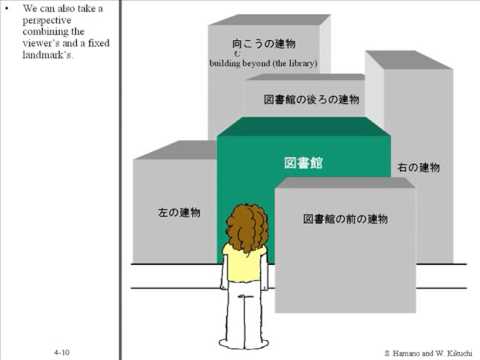 • We can also take a
perspective
combining the
viewer's and a fixed
landmark's.
向こうの建物
む
building beyond (the library)
図書館の後ろの建物
図書館
右の建物
左の建物
図書館の前の建物
4-10
S. Hamano and W. Kikuchi